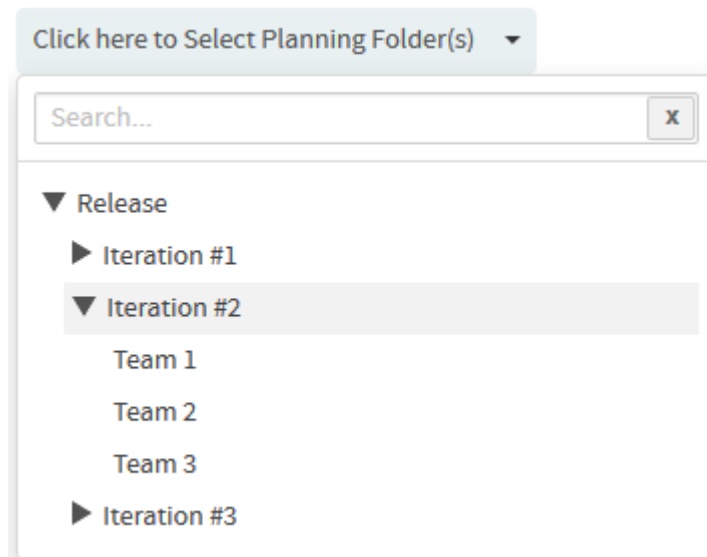 Click here to Select Planning Folder(s)
Search...
x
Release
Iteration #1
Iteration #2
Team 1
Team 2
Team 3
Iteration #3